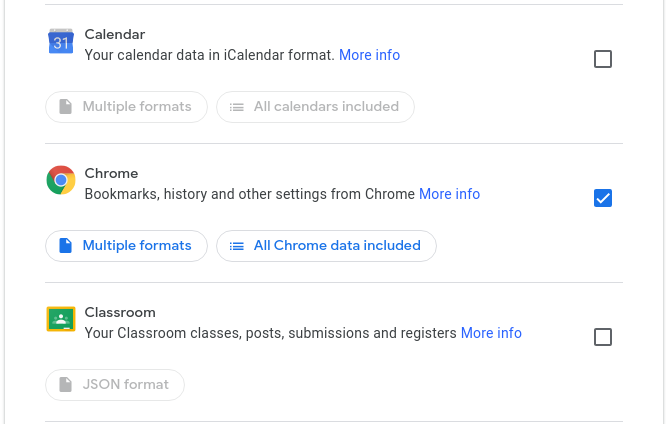 Calendar
31
Your calendar data in iCalendar format. More info
Multiple formats
All calendars included
Chrome
Bookmarks, history and other settings from Chrome More info
Multiple formats
All Chrome data included
Classroom
Your Classroom classes, posts, submissions and registers More info
JSON format